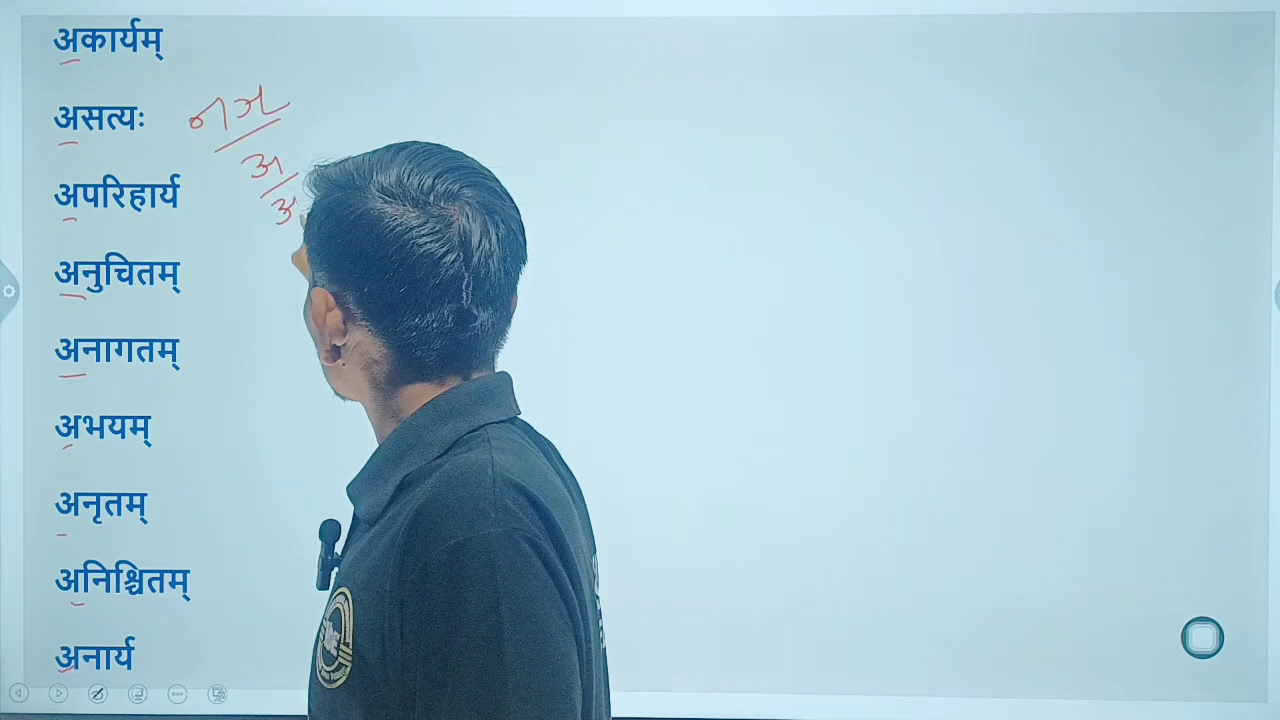 अकार्यम्
असत्यः
नञ
अपरिहार्य
अ
अ
अनुचितम्
अनागतम्
अभयम्
अनृतम्
अनिश्चितम्
अनार्य